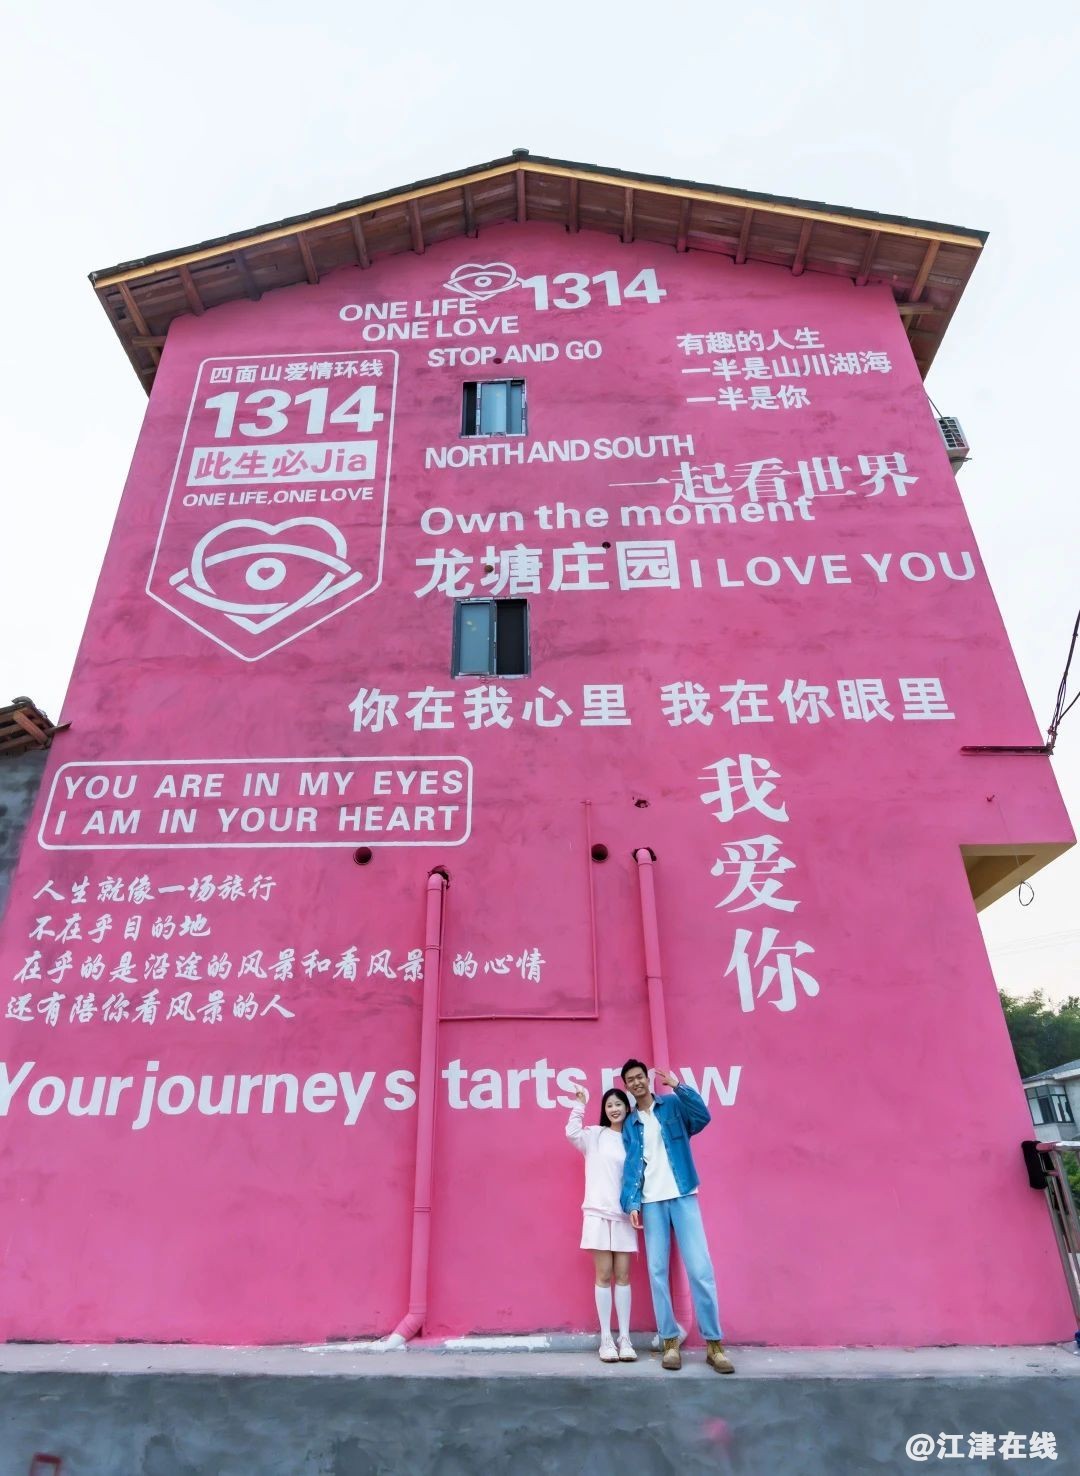 1314
ONE LIFE
ONE LOVE
STOP AND GO
有趣的人生
一半是山川湖海
一半是你
四面山爱情环线
1314
此生必Jia
ONE LIFE,ONE LOVE
NORTH AND SOUTH
一起看世界
Own the moment
龙塘庄园
I LOVE YOU
你在我心里 我在你眼里
YOU ARE IN MY EYES
I AM IN YOUR HEART
我
爱
你
人生就像一场旅行
不在乎目的地
在乎的是沿途的风景和看风景的心情
还有陪你看风景的人
Your journey starts now
@江津在线